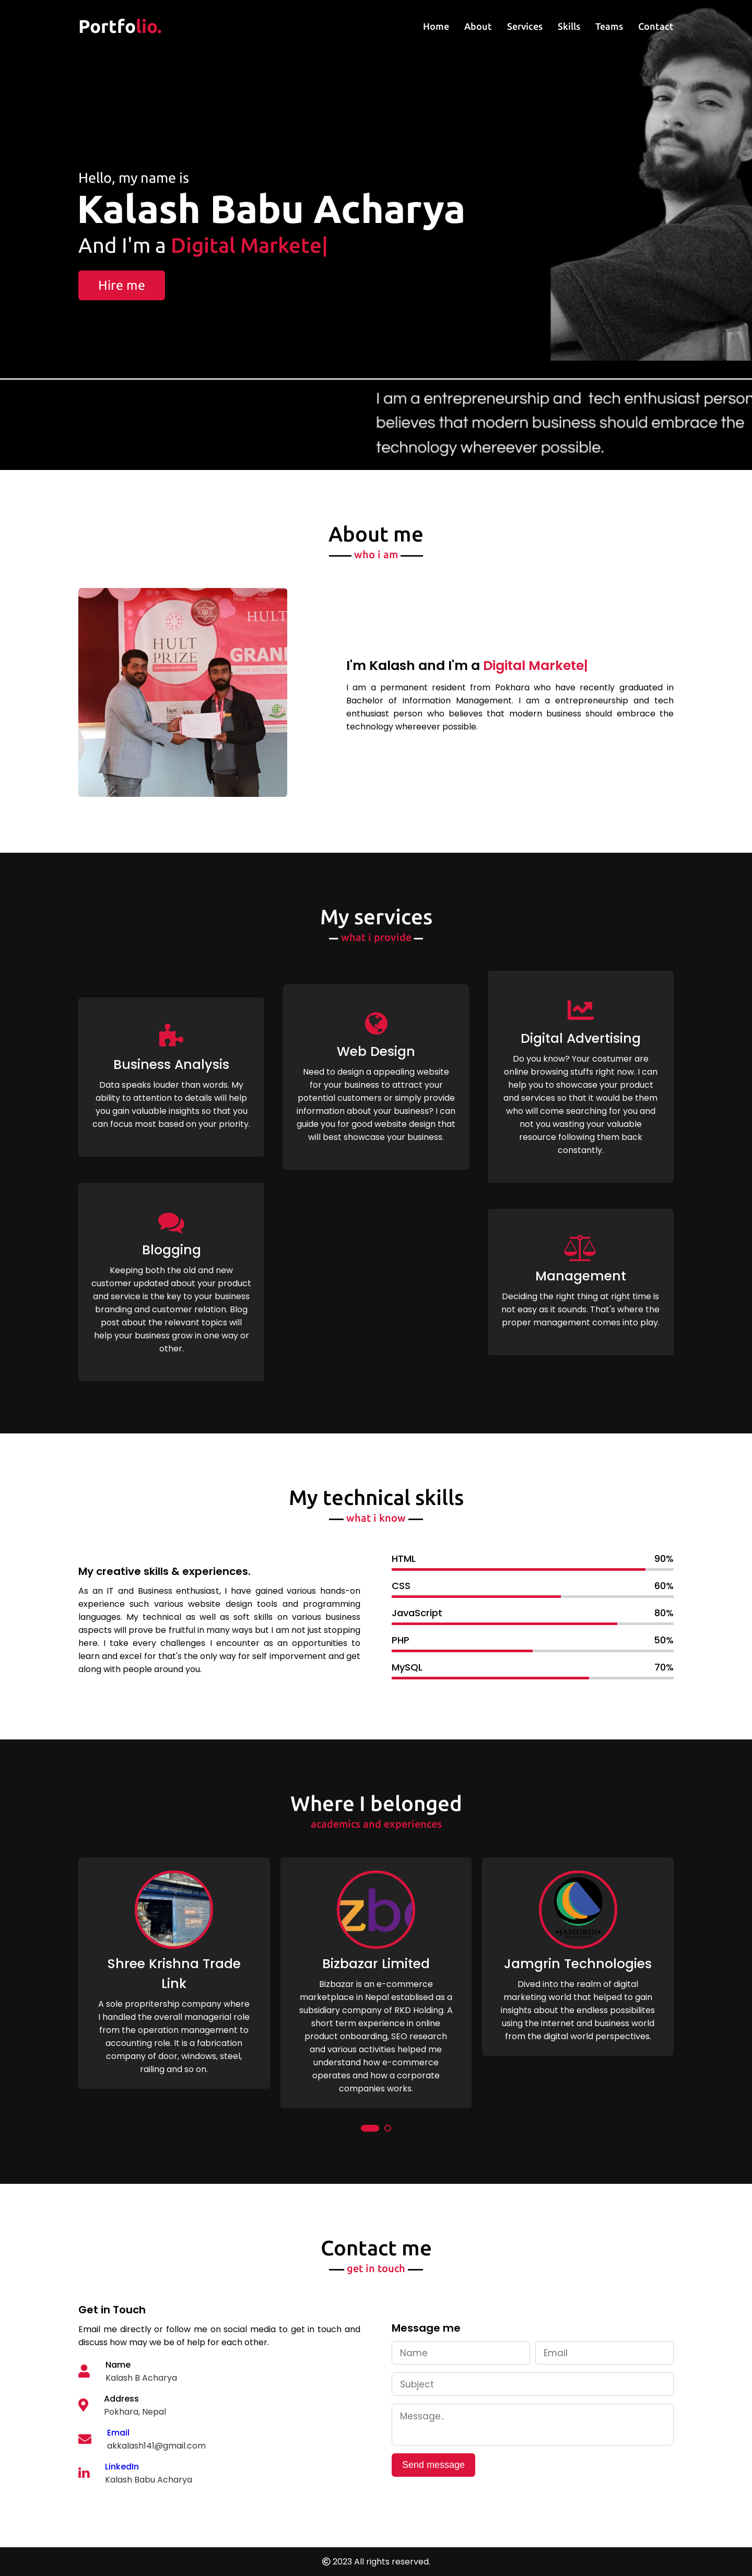 Portfolio.
Home About Services Skills Teams Contact
Hello, my name is
Kalash Babu Acharya
And I'm a Digital Markete|
Hire me
I am a entrepreneurship and tech enthusiast person
believes that modern business should embrace the
technology whereever possible.
About me
who i am
HULT
PRIZE
HULT
GRAN
I'm Kalash and I'm a Digital Markete|
I am a permanent resident from Pokhara who have recently graduated in
Bachelor of Information Management. I am a entrepreneurship and tech
enthusiast person who believes that modern business should embrace the
technology whereever possible.
My services
what i provide
Business Analysis
Data speaks louder than words. My
ability to attention to details will help
you gain valuable insights so that you
can focus most based on your priority.
Web Design
Need to design a appealing website
for your business to attract your
potential customers or simply provide
information about your business? I can
guide you for good website design that
will best showcase your business.
Digital Advertising
Do you know? Your costumer are
online browsing stuffs right now. I can
help you to showcase your product
and services so that it would be them
who will come searching for you and
not you wasting your valuable
resource following them back
constantly.
Blogging
Keeping both the old and new
customer updated about your product
and service is the key to your business
branding and customer relation. Blog
post about the relevant topics will
help your business grow in one way or
other.
Management
Deciding the right thing at right time is
not easy as it sounds. That's where the
proper management comes into play.
My technical skills
what i know
My creative skills & experiences.
As an IT and Business enthusiast, I have gained various hands-on
experience such various website design tools and programming
languages. My technical as well as soft skills on various business
aspects will prove be fruitful in many ways but I am not just stopping
here. I take every challenges I encounter as an opportunities to
learn and excel for that's the only way for self imporvement and get
along with people around you.
HTML 90%
CSS 60%
JavaScript 80%
PHP 50%
MySQL 70%
Where I belonged
academics and experiences
Shree Krishna Trade
Link
A sole propritership company where
I handled the overall managerial role
from the operation management to
accounting role. It is a fabrication
company of door, windows, steel,
railing and so on.
zb
Bizbazar Limited
Bizbazar is an e-commerce
marketplace in Nepal establised as a
subsidiary company of RKD Holding. A
short term experience in online
product onboarding, SEO research
and various activities helped me
understand how e-commerce
operates and how a corporate
companies works.
JAMGRIN
Jamgrin Technologies
Dived into the realm of digital
marketing world that helped to gain
insights about the endless possibilites
using the internet and business world
from the digital world perspectives.
Contact me
get in touch
Get in Touch
Email me directly or follow me on social media to get in touch and
discuss how may we be of help for each other.
Name
Kalash B Acharya
Address
Pokhara, Nepal
Email
akkalash141@gmail.com
LinkedIn
Kalash Babu Acharya
Message me
Name Email
Subject
Message..
Send message
© 2023 All rights reserved.